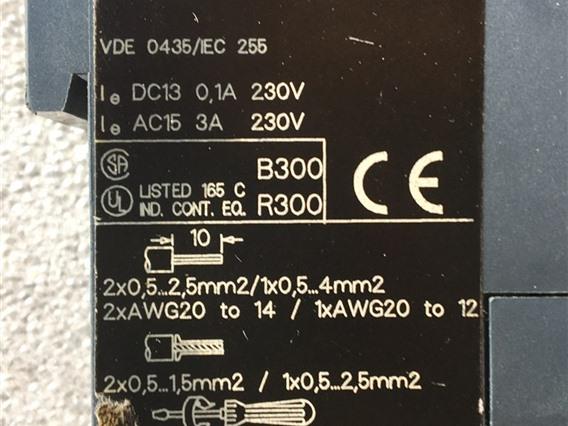 VDE 0435/IEC 255
Ie DC13 0,1A 230V
Ie AC15 3A 230V
SA B300
UL LISTED 165 C
IND. CONT. EQ. R300
CE
10
2x0,5...2,5mm2/1x0,5...4mm2
2xAWG20 to 14 / 1xAWG20 to 12
2x0,5...1,5mm2 / 1x0,5...2,5mm2